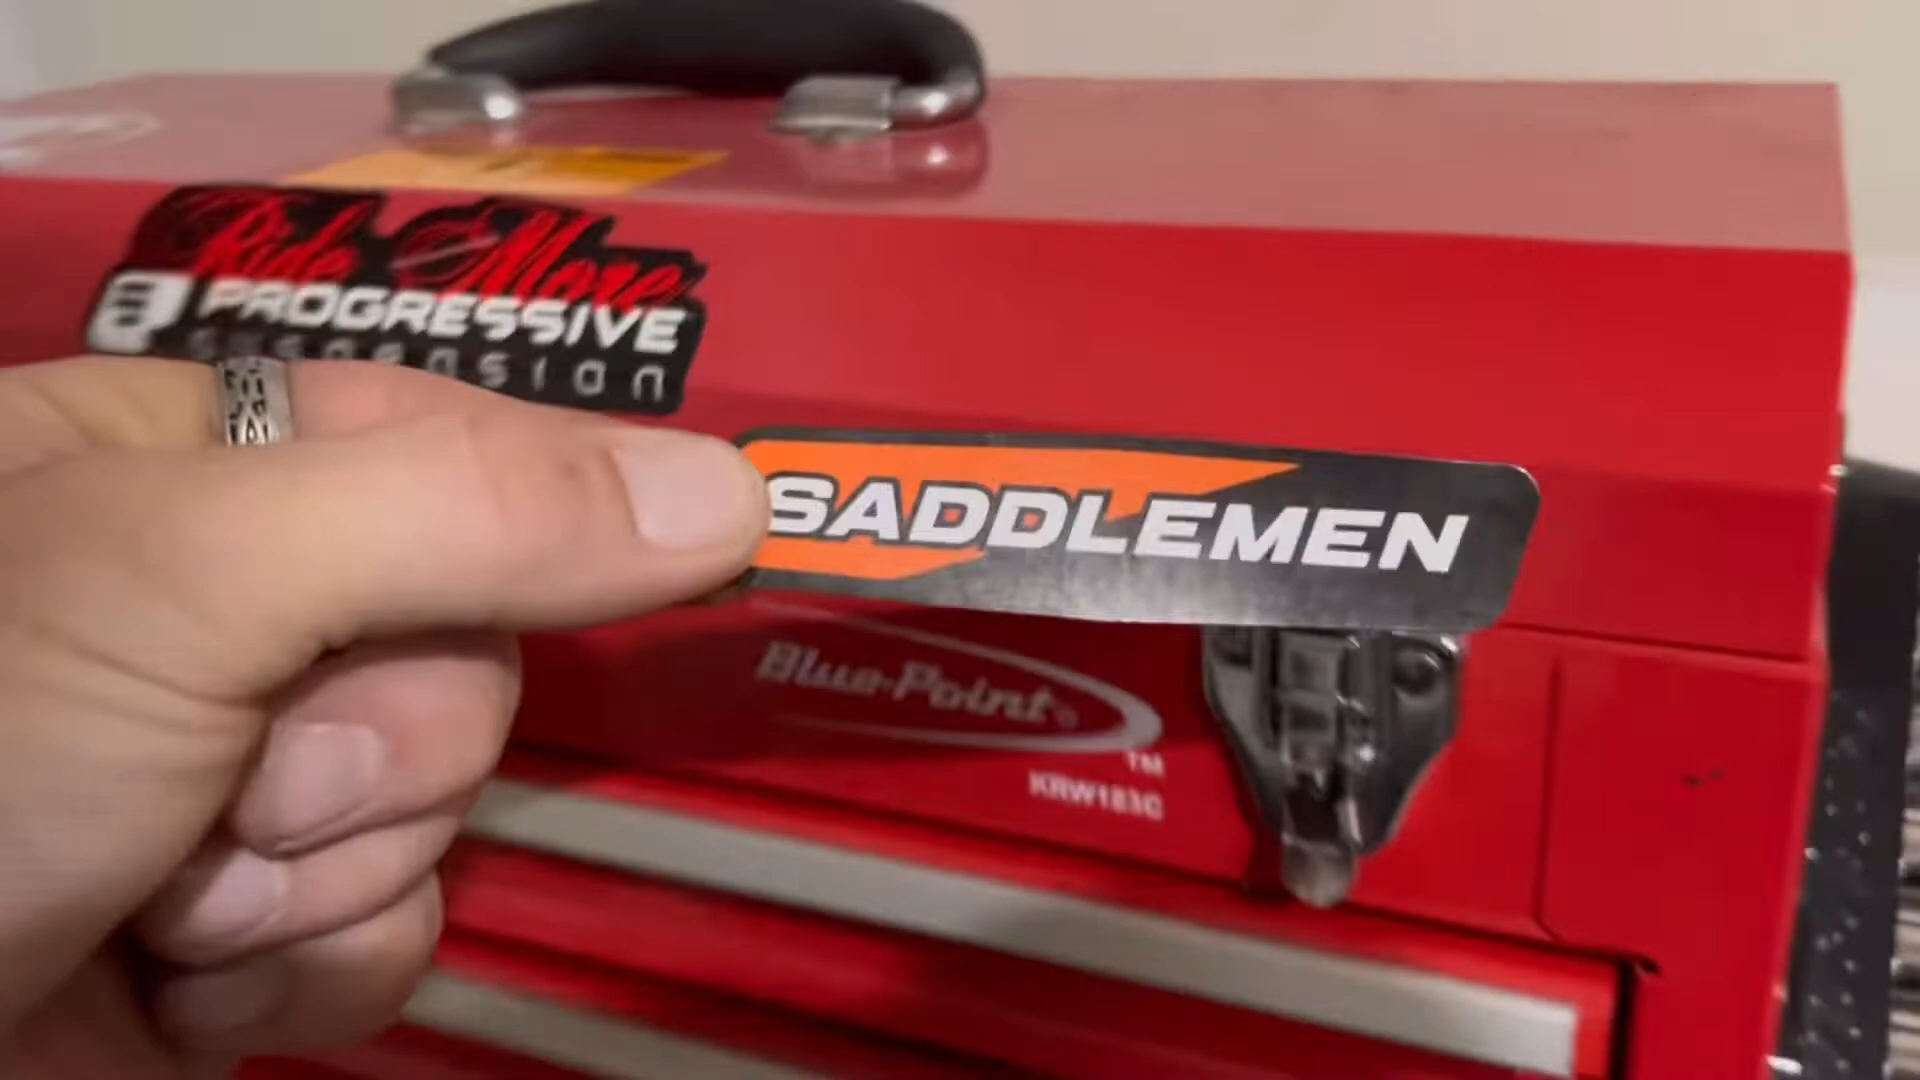 Ride More
PROGRESSIVE
suspension
SADDLEMEN
Blue-Point®
TM
KRW183C